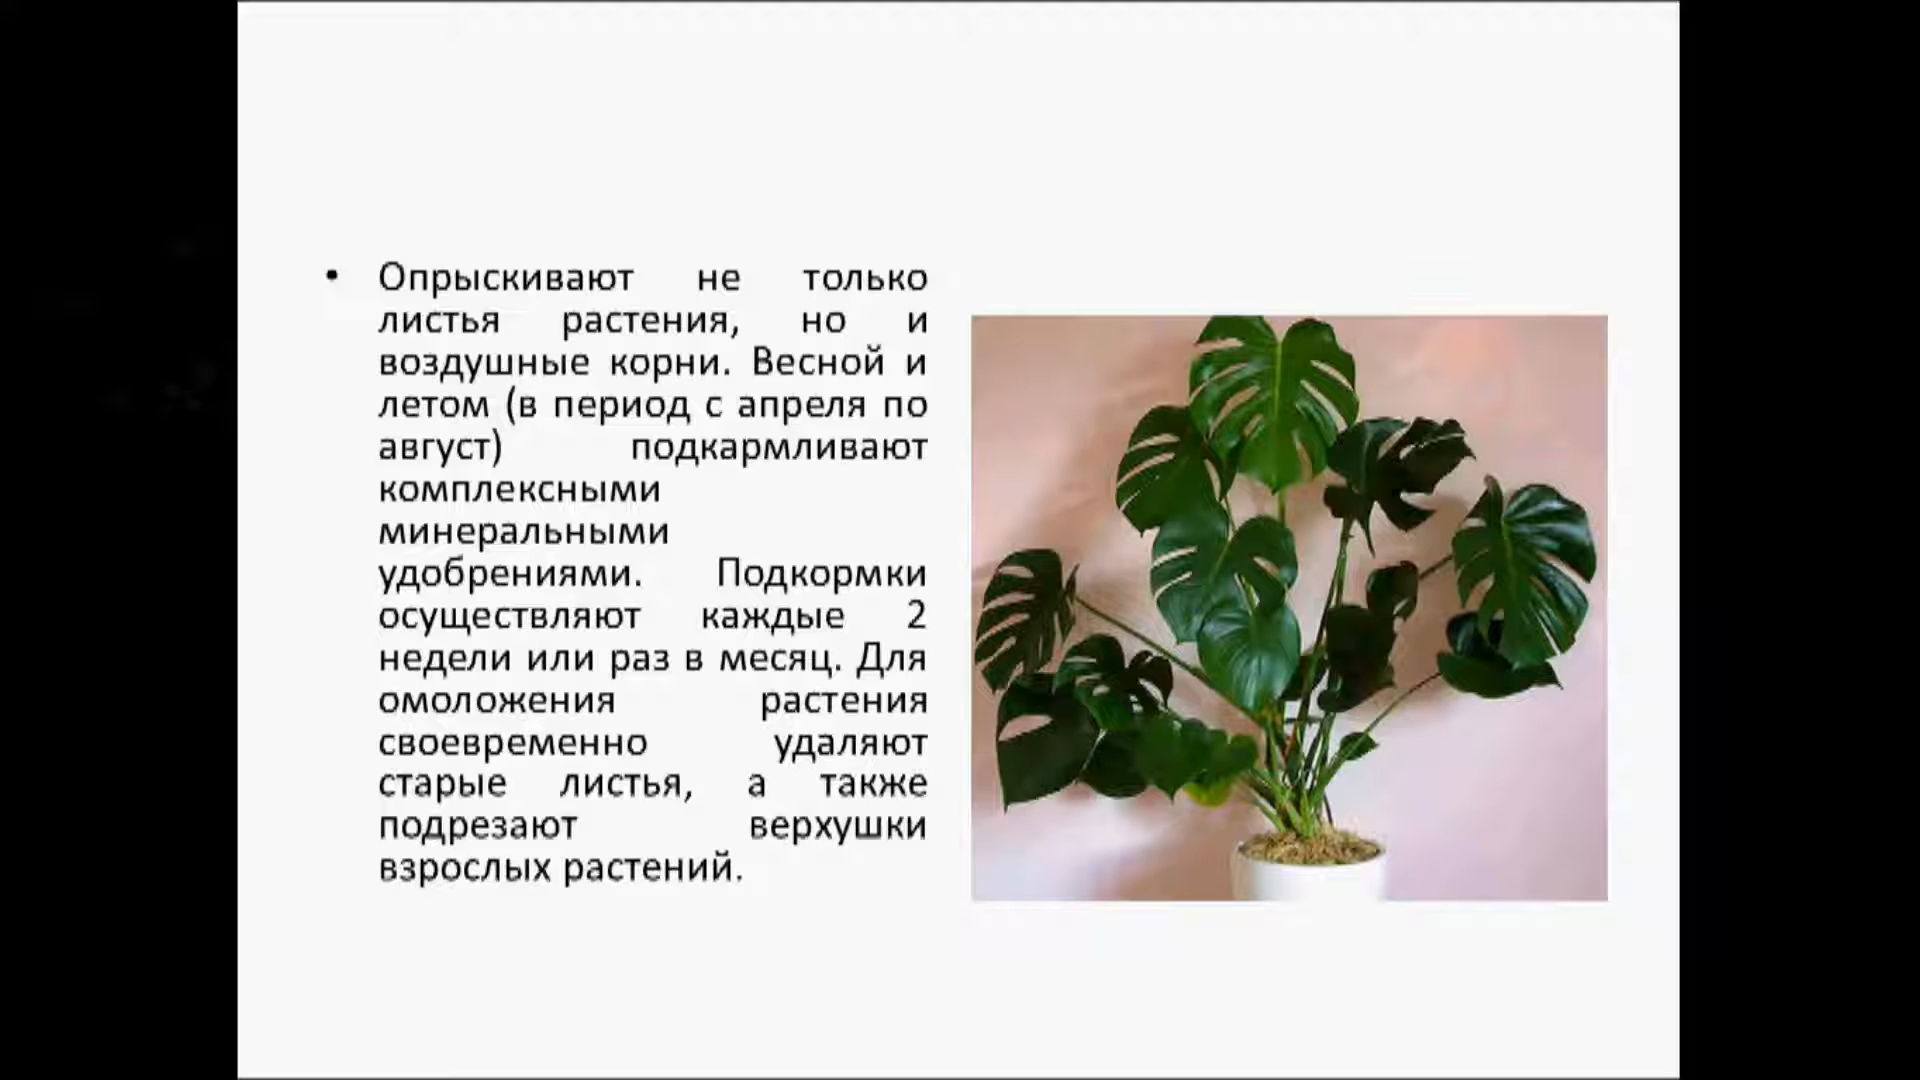 • Опрыскивают не только
листья растения, но и
воздушные корни. Весной и
летом (в период с апреля по
август) подкармливают
комплексными
минеральными
удобрениями. Подкормки
осуществляют каждые 2
недели или раз в месяц. Для
омоложения растения
своевременно удаляют
старые листья, а также
подрезают верхушки
взрослых растений.